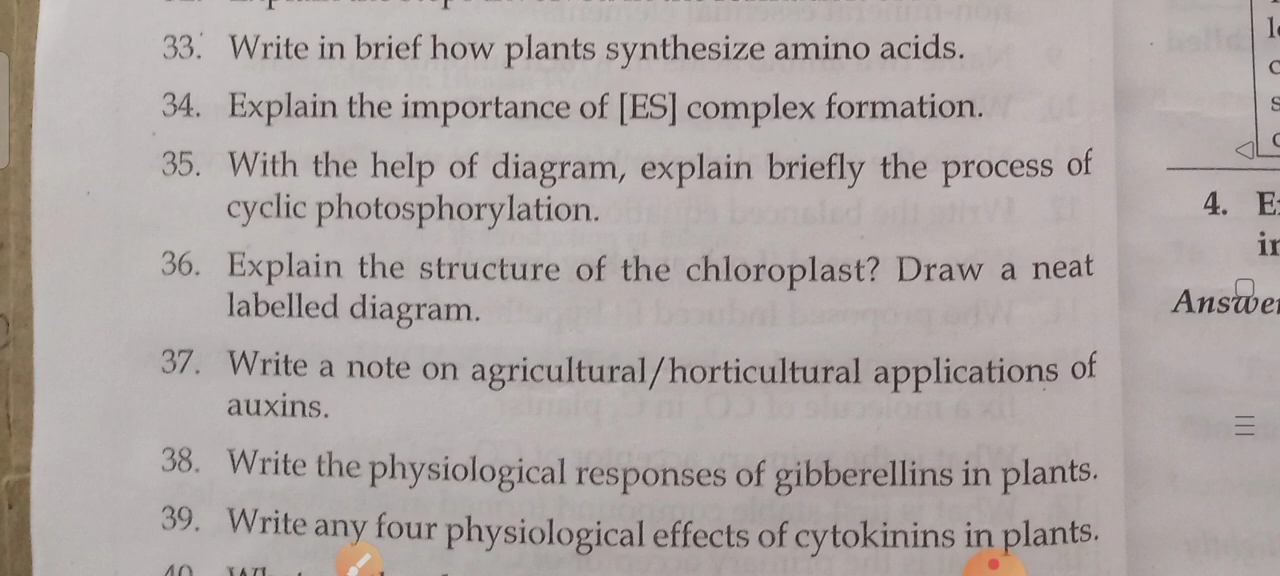 33. Write in brief how plants synthesize amino acids.
34. Explain the importance of [ES] complex formation.
35. With the help of diagram, explain briefly the process of
cyclic photosphorylation.
36. Explain the structure of the chloroplast? Draw a neat
labelled diagram.
37. Write a note on agricultural/horticultural applications of
auxins.
38. Write the physiological responses of gibberellins in plants.
39. Write any four physiological effects of cytokinins in plants.
4.